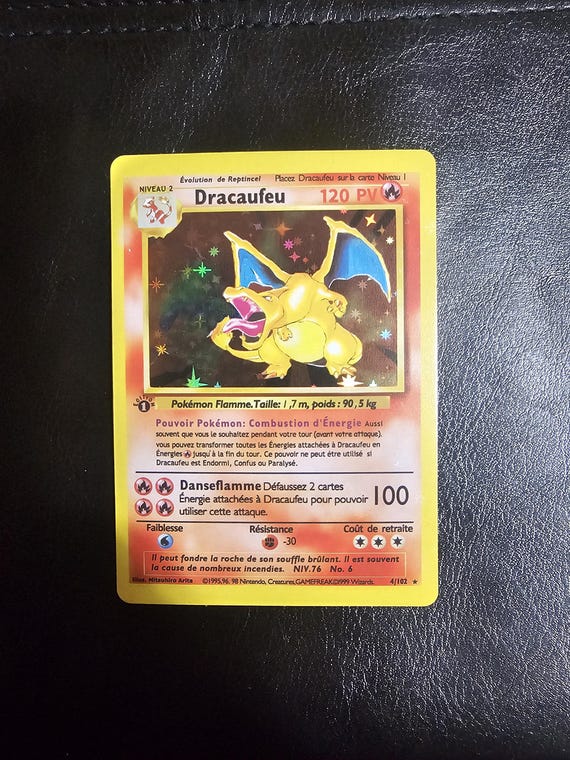 Évolution de Reptincel Placez Dracaufeu sur la carte Niveau 1
NIVEAU 2
Dracaufeu 120 PV
ÉDITION
1
Pokémon Flamme.Taille: 1,7 m, poids : 90,5 kg
Pouvoir Pokémon: Combustion d'Énergie Aussi
souvent que vous le souhaitez pendant votre tour (avant votre attaque).
vous pouvez transformer toutes les Énergies attachées à Dracaufeu en
Énergies jusqu'à la fin du tour. Ce pouvoir ne peut être utilisé si
Dracaufeu est Endormi, Confus ou Paralysé.
Danseflamme Défaussez 2 cartes
Énergie attachées à Dracaufeu pour pouvoir 100
utiliser cette attaque.
Faiblesse Résistance Coût de retraite
-30
Il peut fondre la roche de son souffle brûlant. Il est souvent
la cause de nombreux incendies. NIV.76 No. 6
Illus. Mitsuhiro Arita ©1995,96, 98 Nintendo, Creatures,GAMEFREAK.©1999 Wizards. 4/102